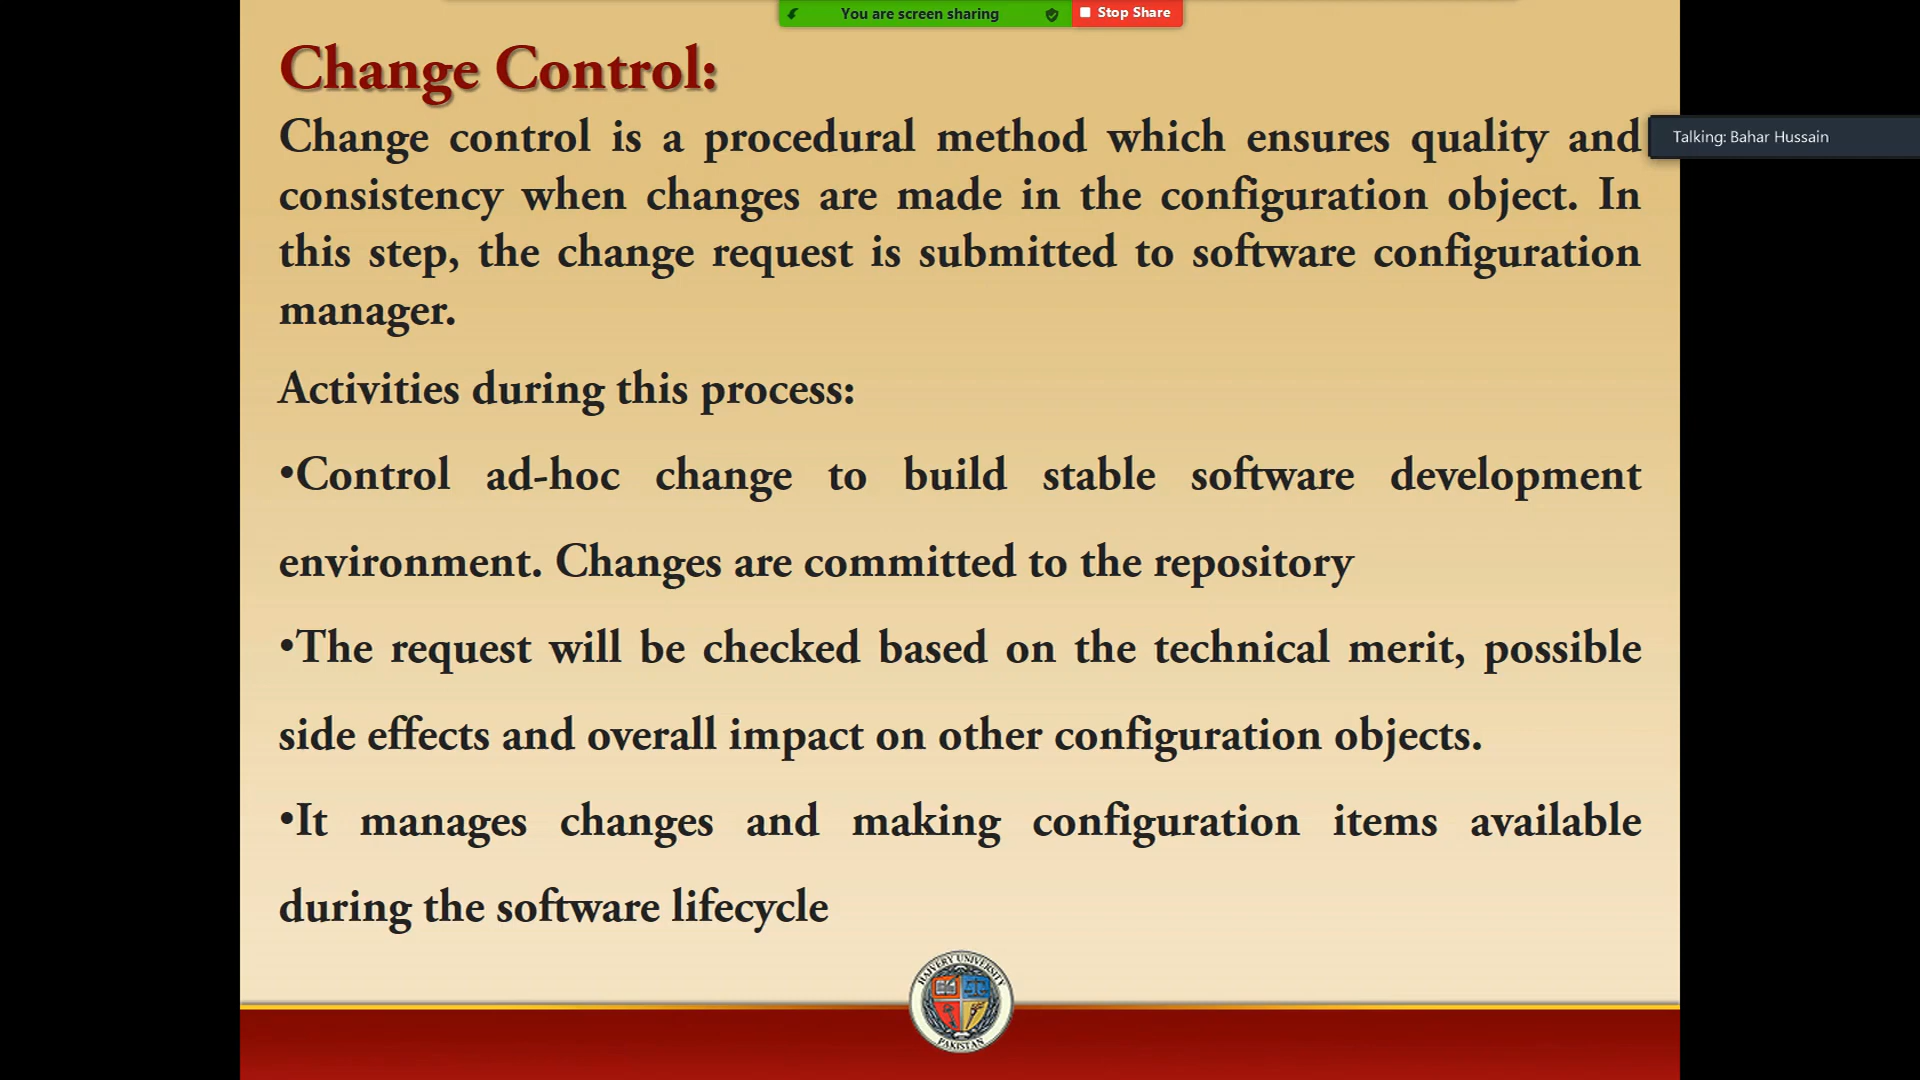 You are screen sharing
Stop Share
Change Control:
Talking: Bahar Hussain
Change control is a procedural method which ensures quality and
consistency when changes are made in the configuration object. In
this step, the change request is submitted to software configuration
manager.
Activities during this process:
•Control ad-hoc change to build stable software development
environment. Changes are committed to the repository
•The request will be checked based on the technical merit, possible
side effects and overall impact on other configuration objects.
•It manages changes and making configuration items available
during the software lifecycle
UNIVERSITY
PAKISTAN